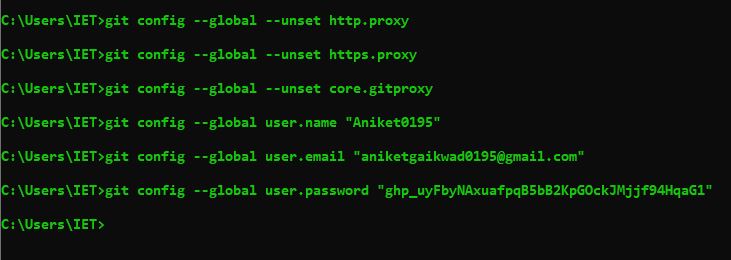 C:\Users\IET>git config --global --unset http.proxy
C:\Users\IET>git config --global --unset https.proxy
C:\Users\IET>git config --global --unset core.gitproxy
C:\Users\IET>git config --global user.name "Aniket0195"
C:\Users\IET>git config --global user.email "aniketgaikwad0195@gmail.com"
C:\Users\IET>git config --global user.password "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"
C:\Users\IET>